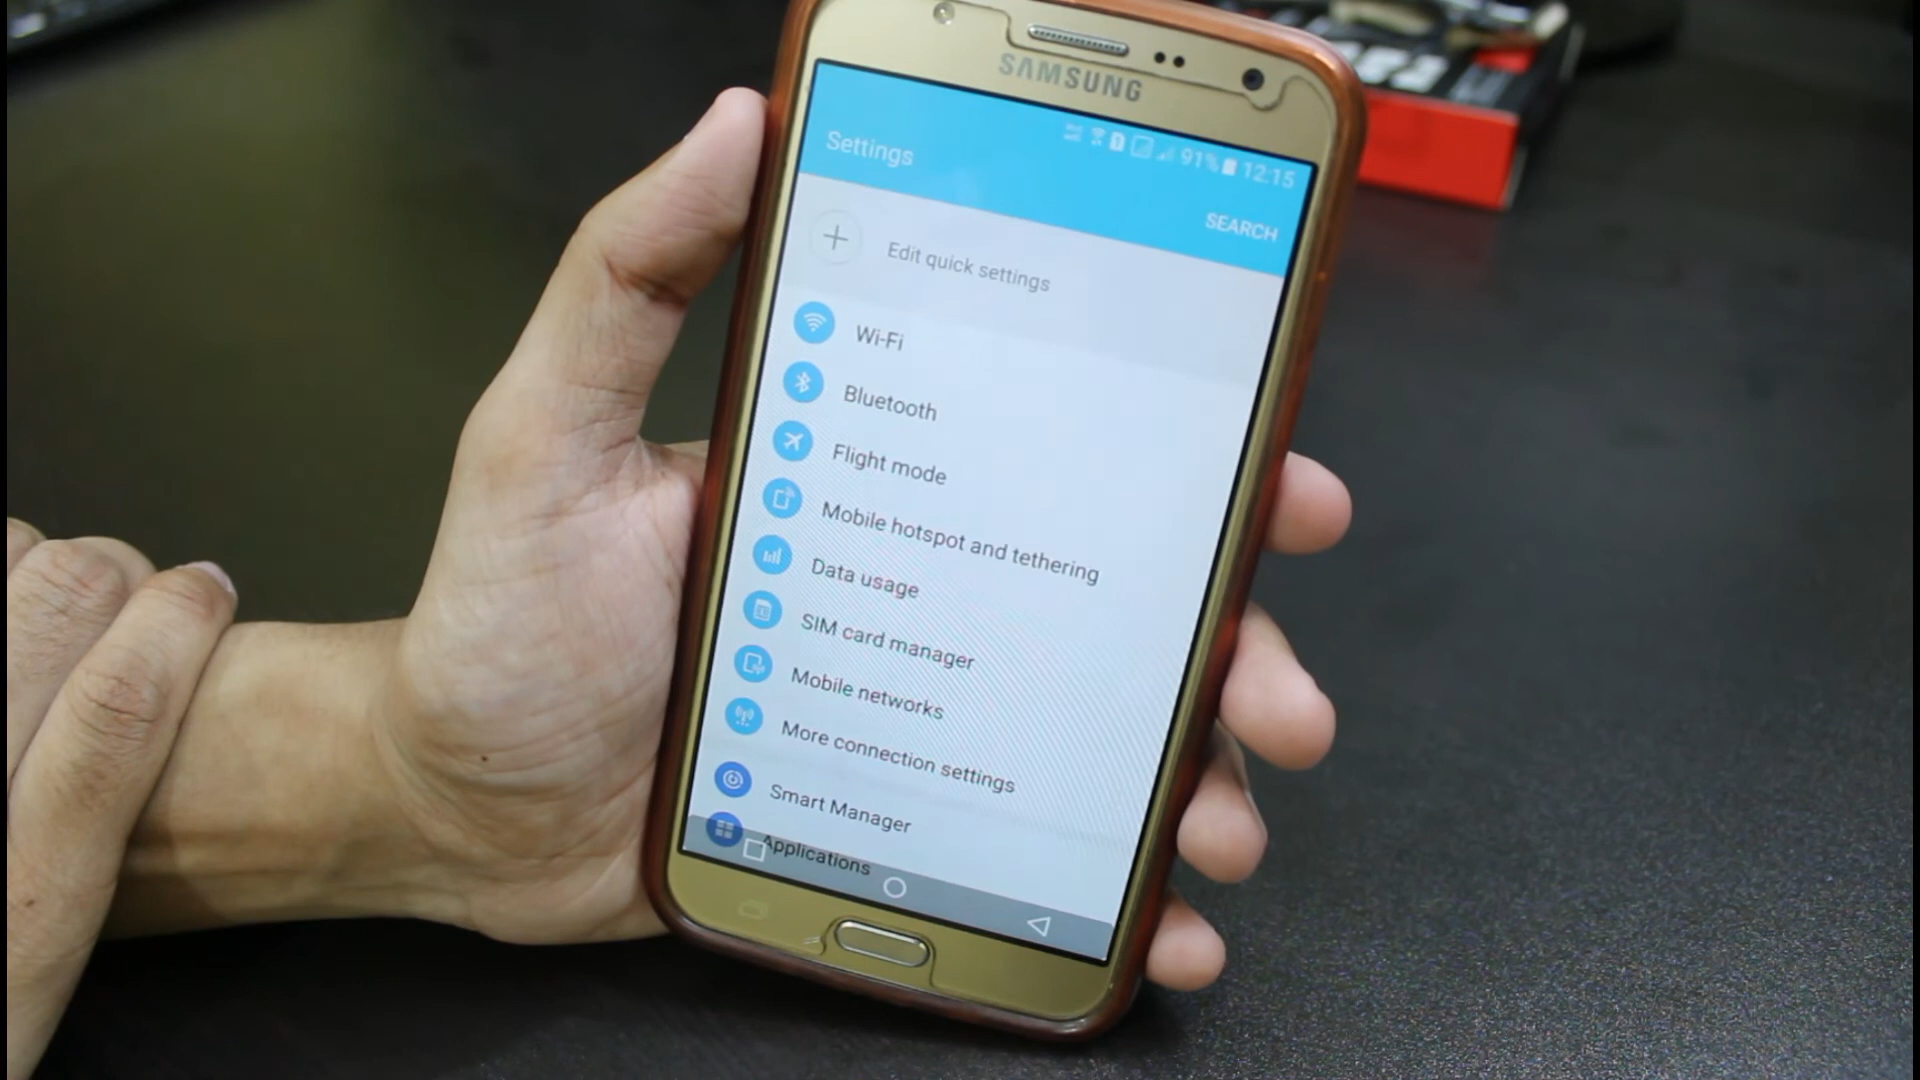 SAMSUNG
91% 12:15
Settings
SEARCH
Edit quick settings
Wi-Fi
Bluetooth
Flight mode
Mobile hotspot and tethering
Data usage
SIM card manager
Mobile networks
More connection settings
Smart Manager
Applications